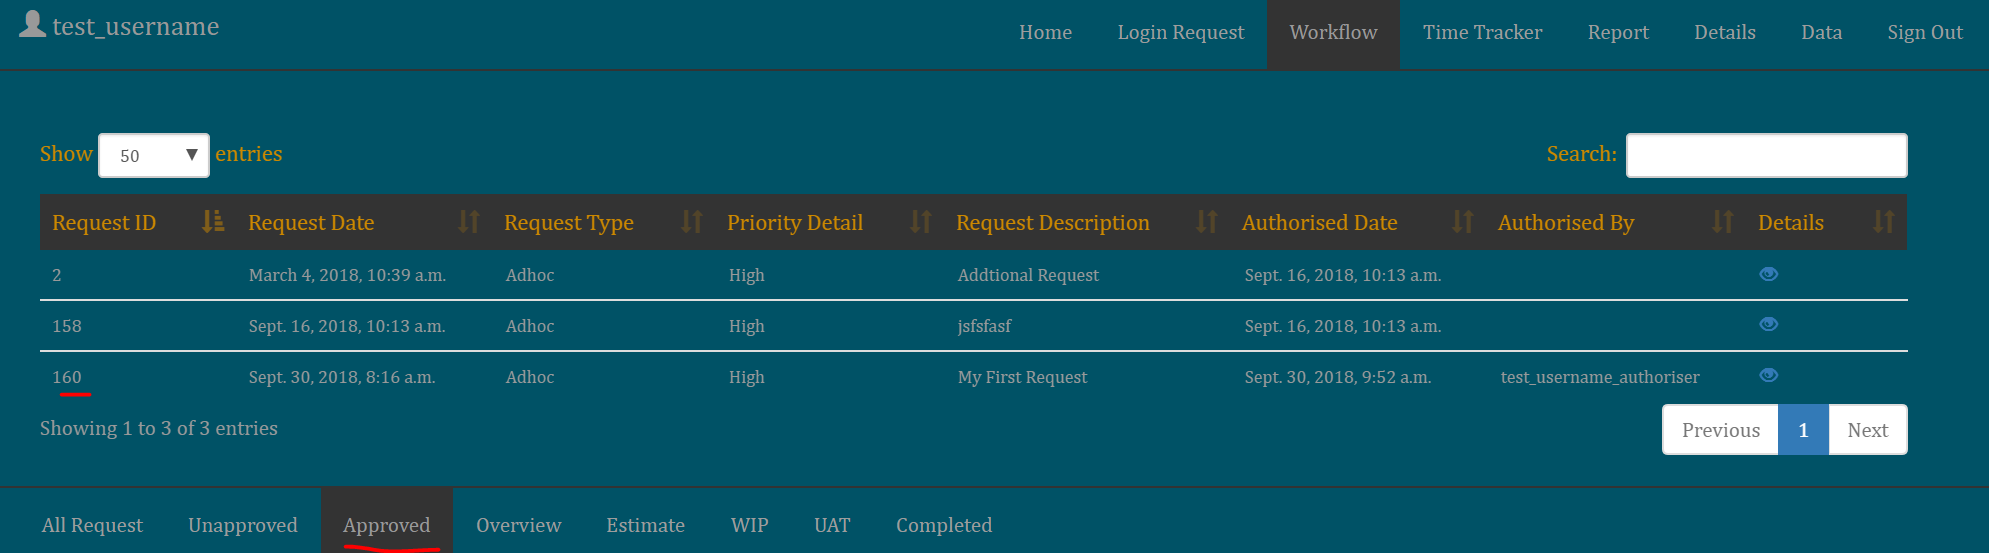 test_username
Home Login Request Workflow Time Tracker Report Details Data Sign Out
Show 50 entries Search:
Request ID Request Date Request Type Priority Detail Request Description Authorised Date Authorised By Details
2 March 4, 2018, 10:39 a.m. Adhoc High Addtional Request Sept. 16, 2018, 10:13 a.m.
158 Sept. 16, 2018, 10:13 a.m. Adhoc High jsfsfasf Sept. 16, 2018, 10:13 a.m.
160 Sept. 30, 2018, 8:16 a.m. Adhoc High My First Request Sept. 30, 2018, 9:52 a.m. test_username_authoriser
Showing 1 to 3 of 3 entries Previous 1 Next
All Request Unapproved Approved Overview Estimate WIP UAT Completed